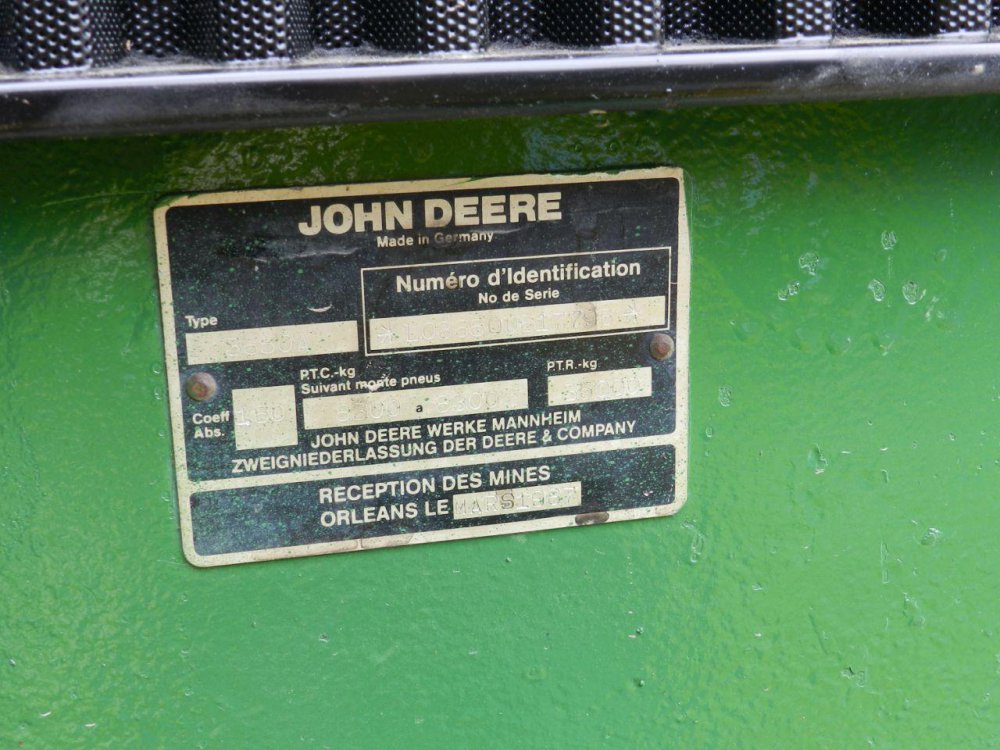 JOHN DEERE
Made in Germany
Numéro d'Identification
No de Serie
Type
P.T.C.-kg
Suivant monte pneus
P.T.R.-kg
Coeff
Abs.
a
JOHN DEERE WERKE MANNHEIM
ZWEIGNIEDERLASSUNG DER DEERE & COMPANY
RECEPTION DES MINES
ORLEANS LE MARS1987